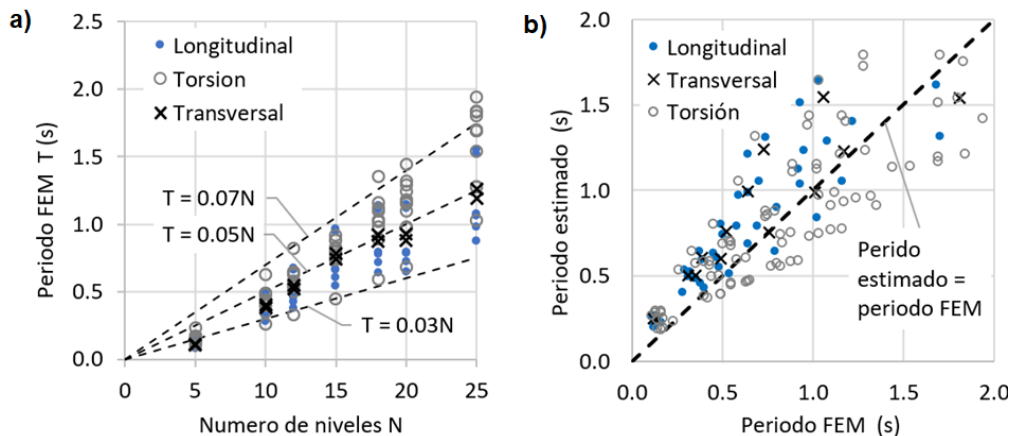 a)
Periodo FEM T (s)
2.5
2.0
1.5
1.0
0.5
0.0
Longitudinal
Torsion
Transversal
T = 0.07N
T = 0.05N
T = 0.03N
0
5
10
15
20
25
Numero de niveles N
b)
Periodo estimado (s)
2.0
1.5
1.0
0.5
0.0
Longitudinal
Transversal
Torsión
Perido
estimado =
periodo FEM
0.0
0.5
1.0
1.5
2.0
Periodo FEM (s)